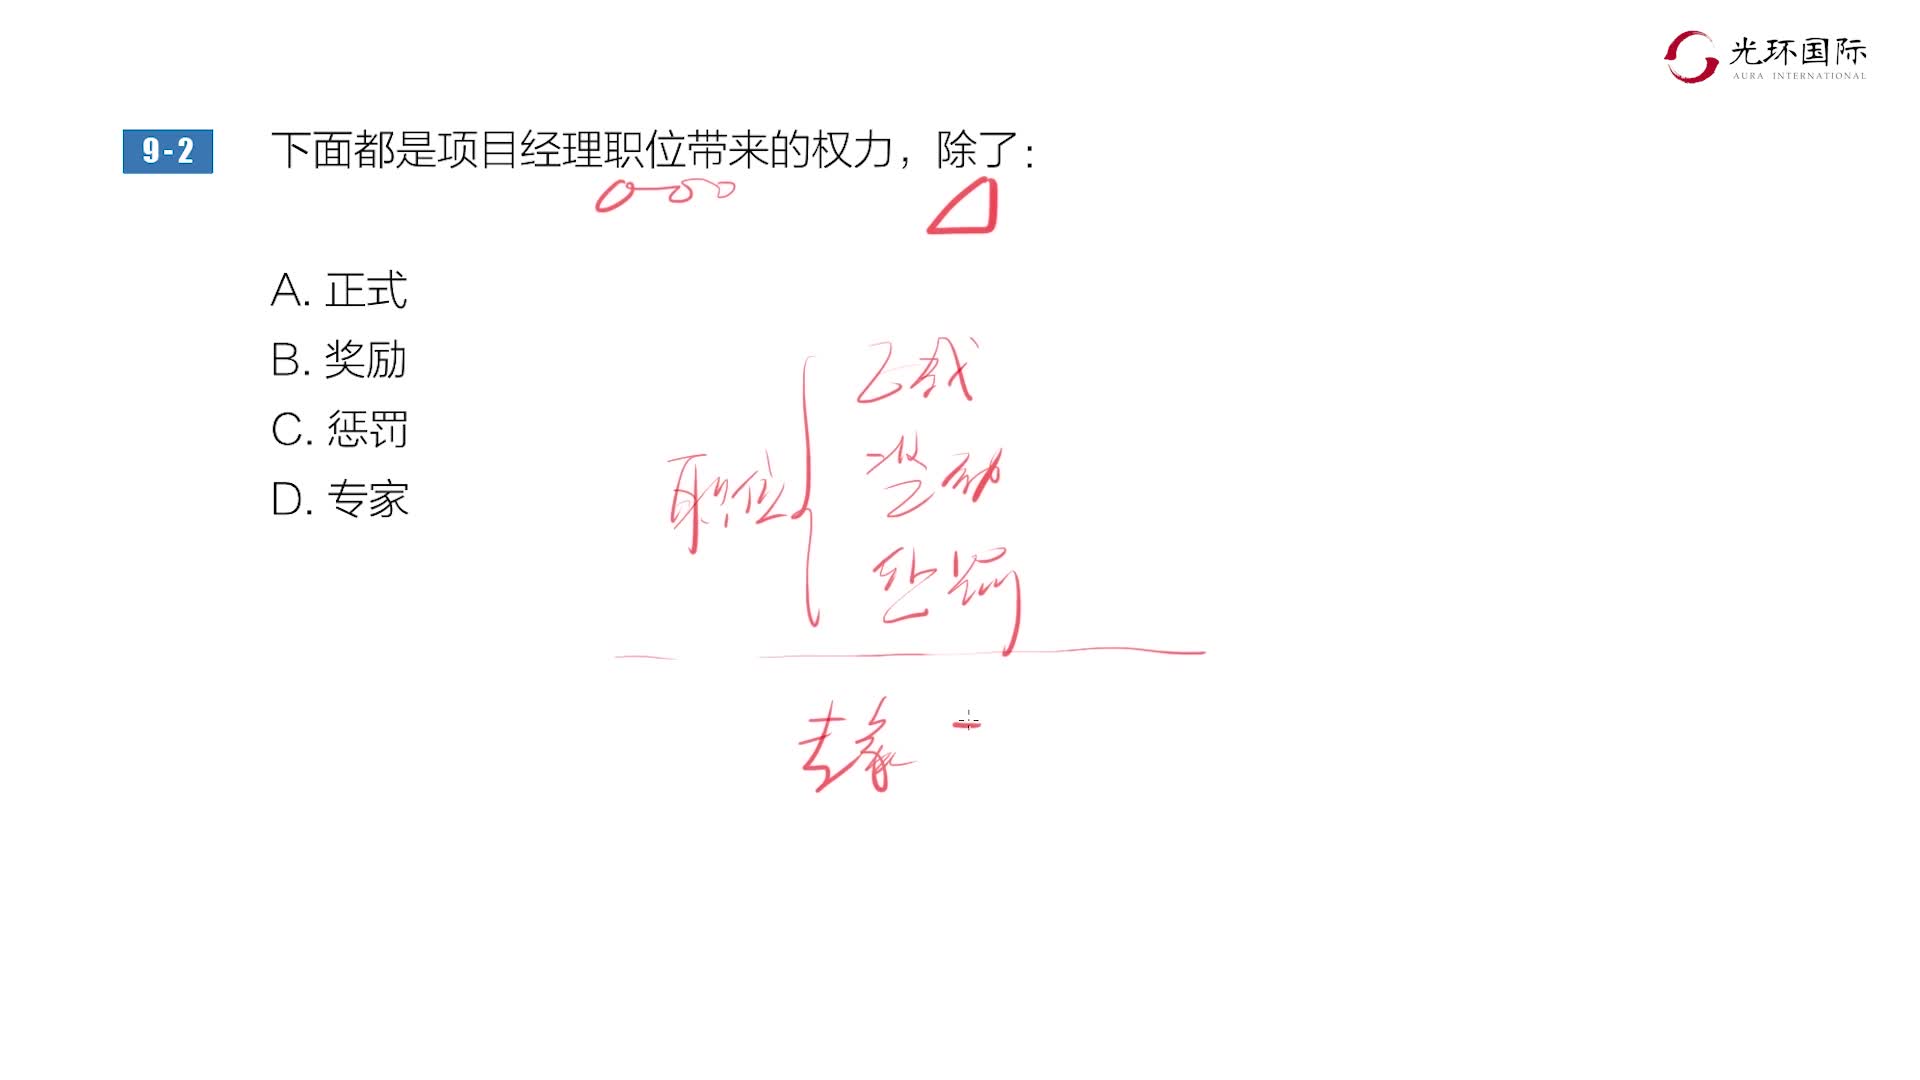 光环国际
AURA INTERNATIONAL
9-2 下面都是项目经理职位带来的权力，除了：
A. 正式
B. 奖励
C. 惩罚
D. 专家
正式
奖励
职位
惩罚
专家